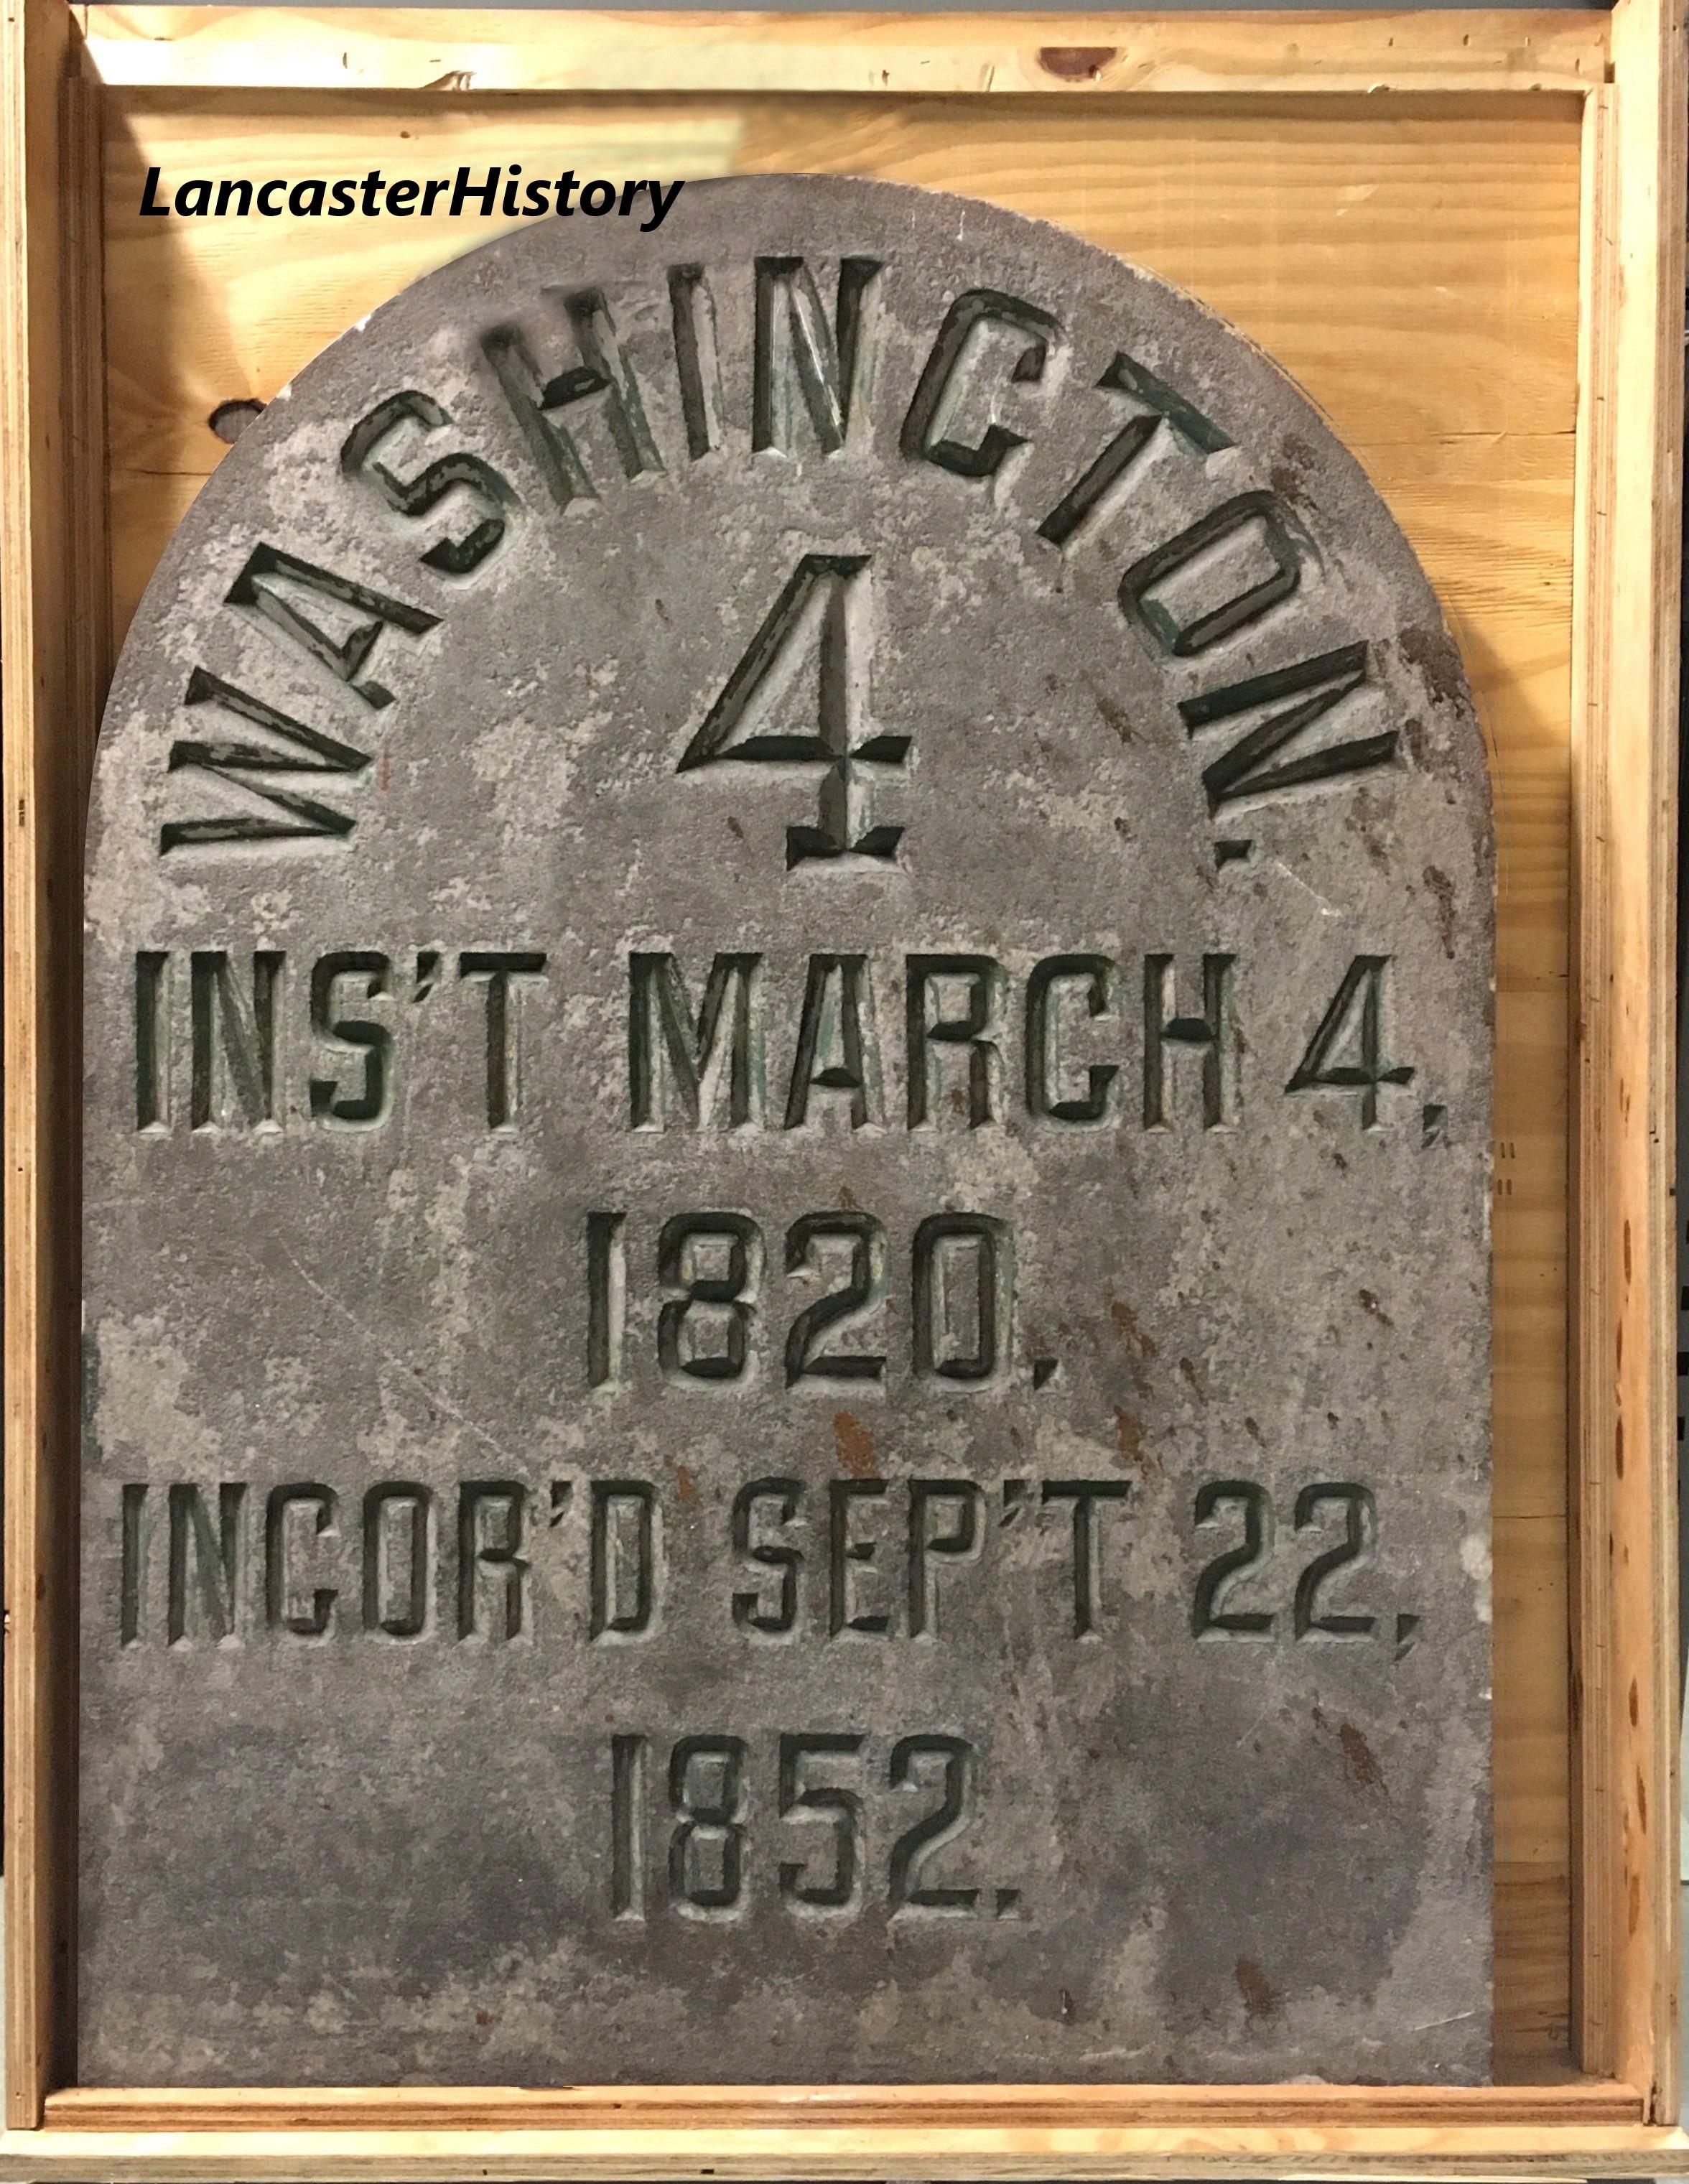 LancasterHistory
WASHINGTON.
4
INS'T MARCH 4,
1820.
INCOR'D SEP'T 22,
1852.